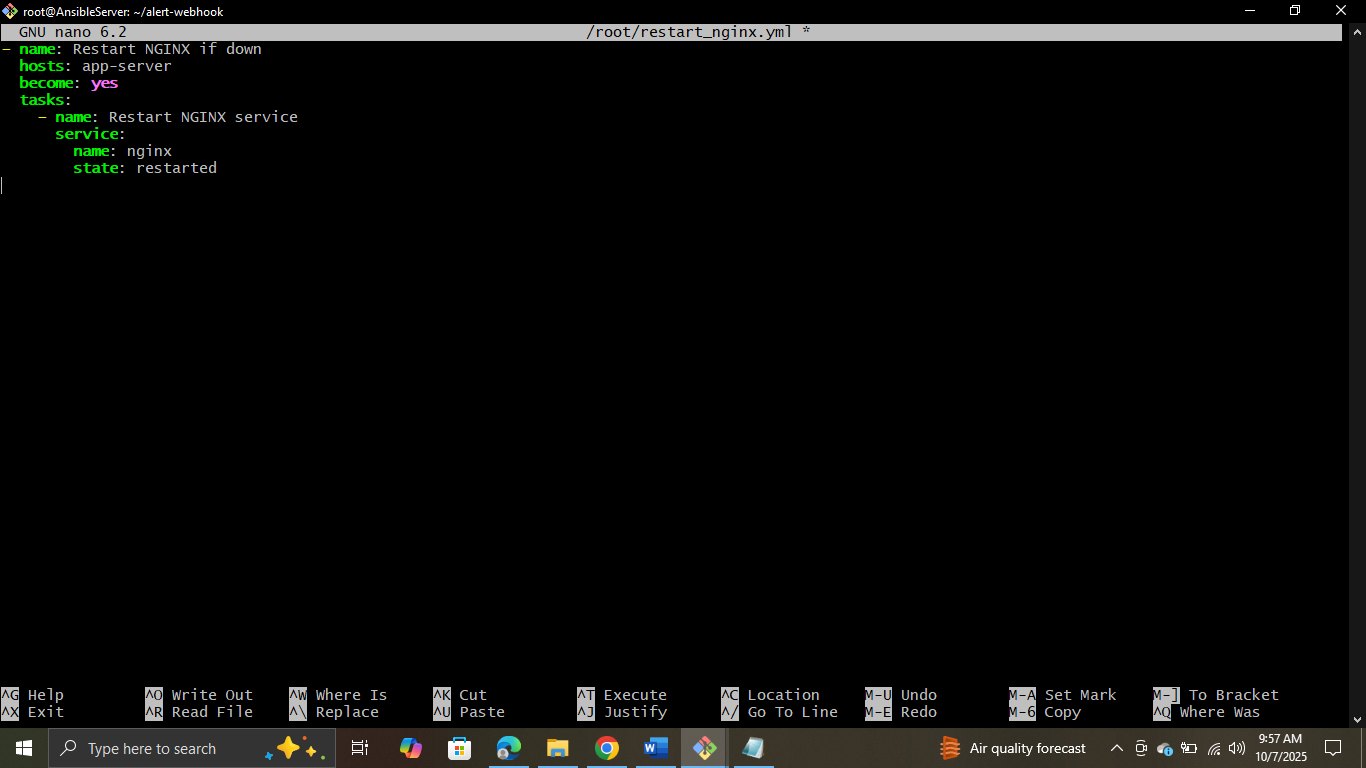 root@AnsibleServer: ~/alert-webhook
GNU nano 6.2 /root/restart_nginx.yml *
- name: Restart NGINX if down
  hosts: app-server
  become: yes
  tasks:
    - name: Restart NGINX service
      service:
        name: nginx
        state: restarted
^G Help ^O Write Out ^W Where Is ^K Cut ^T Execute ^C Location M-U Undo M-A Set Mark M-] To Bracket
^X Exit ^R Read File ^\ Replace ^U Paste ^J Justify ^/ Go To Line M-E Redo M-6 Copy ^Q Where Was
Type here to search
Air quality forecast
9:57 AM
10/7/2025